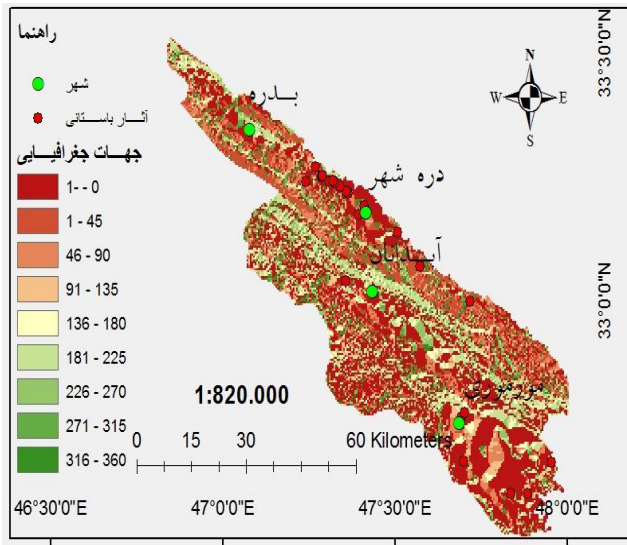 راهنما
شهر
آثار باستانی
جهات جغرافیایی
1- - 0
1 - 45
46 - 90
91 - 135
136 - 180
181 - 225
226 - 270
271 - 315
316 - 360
بدره
دره شهر
آبدانان
مورموری
N
W E
S
33°30'0"N
33°0'0"N
1:820.000
0 15 30 60 Kilometers
46°30'0"E 47°0'0"E 47°30'0"E 48°0'0"E